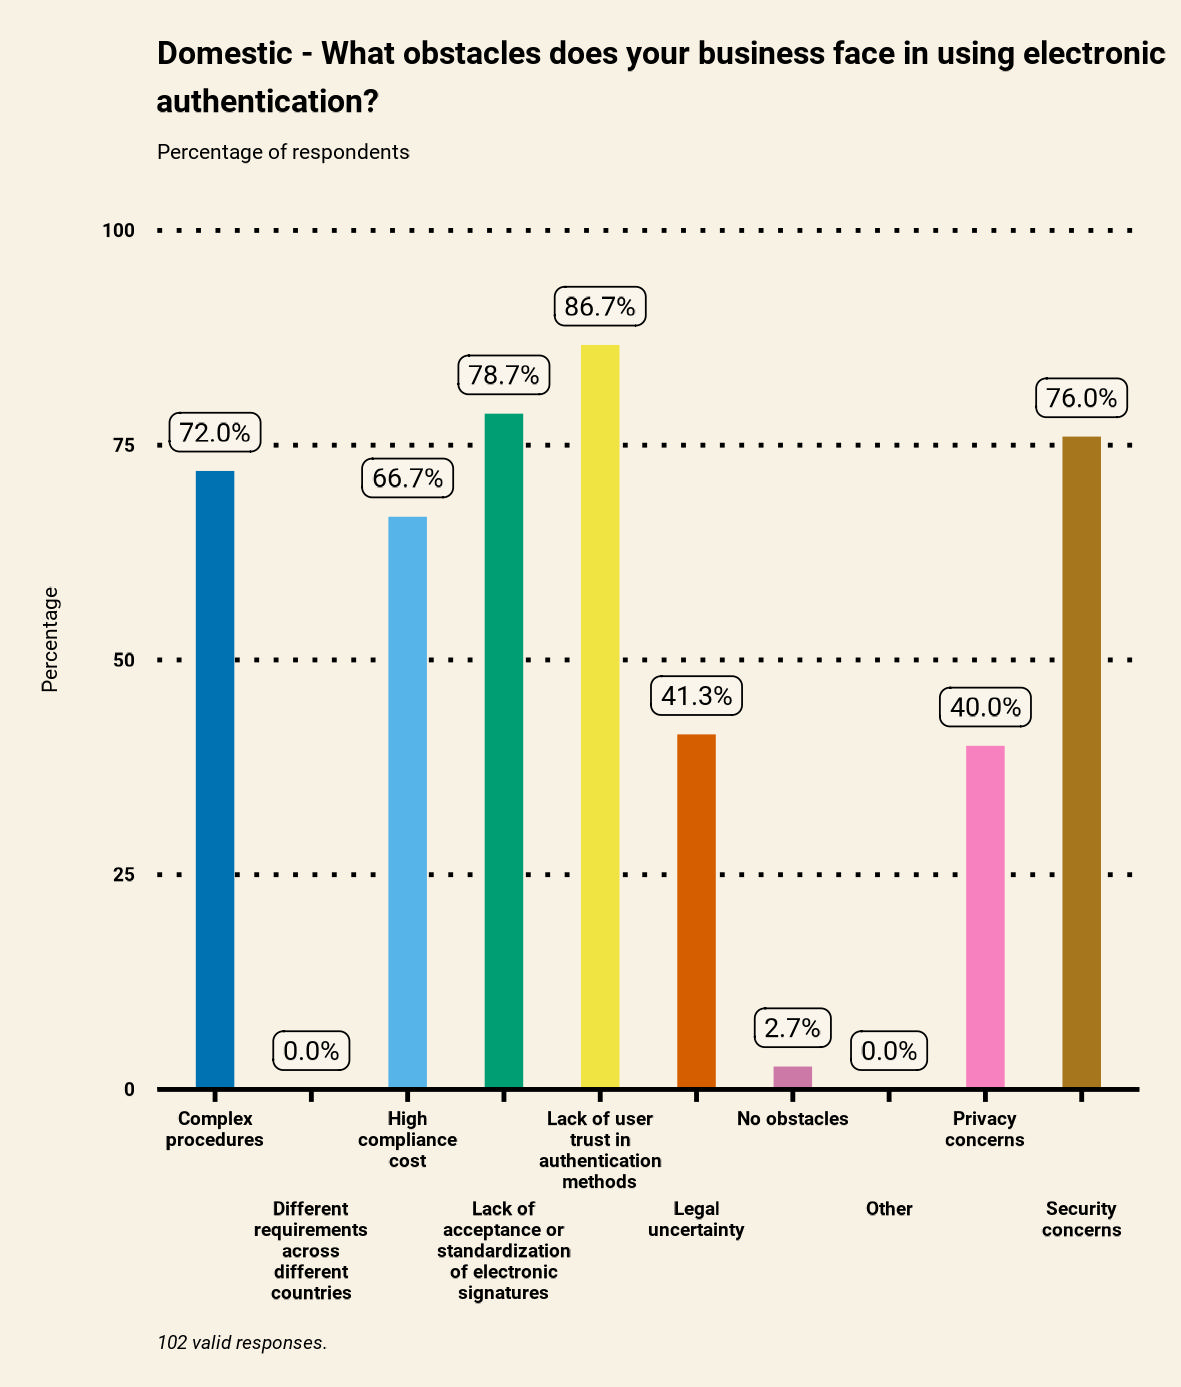 Domestic - What obstacles does your business face in using electronic
authentication?
Percentage of respondents
Percentage
100
75
50
25
0
72.0%
0.0%
66.7%
78.7%
86.7%
41.3%
2.7%
0.0%
40.0%
76.0%
Complex
procedures
Different
requirements
across
different
countries
High
compliance
cost
Lack of
acceptance or
standardization
of electronic
signatures
Lack of user
trust in
authentication
methods
Legal
uncertainty
No obstacles
Other
Privacy
concerns
Security
concerns
102 valid responses.